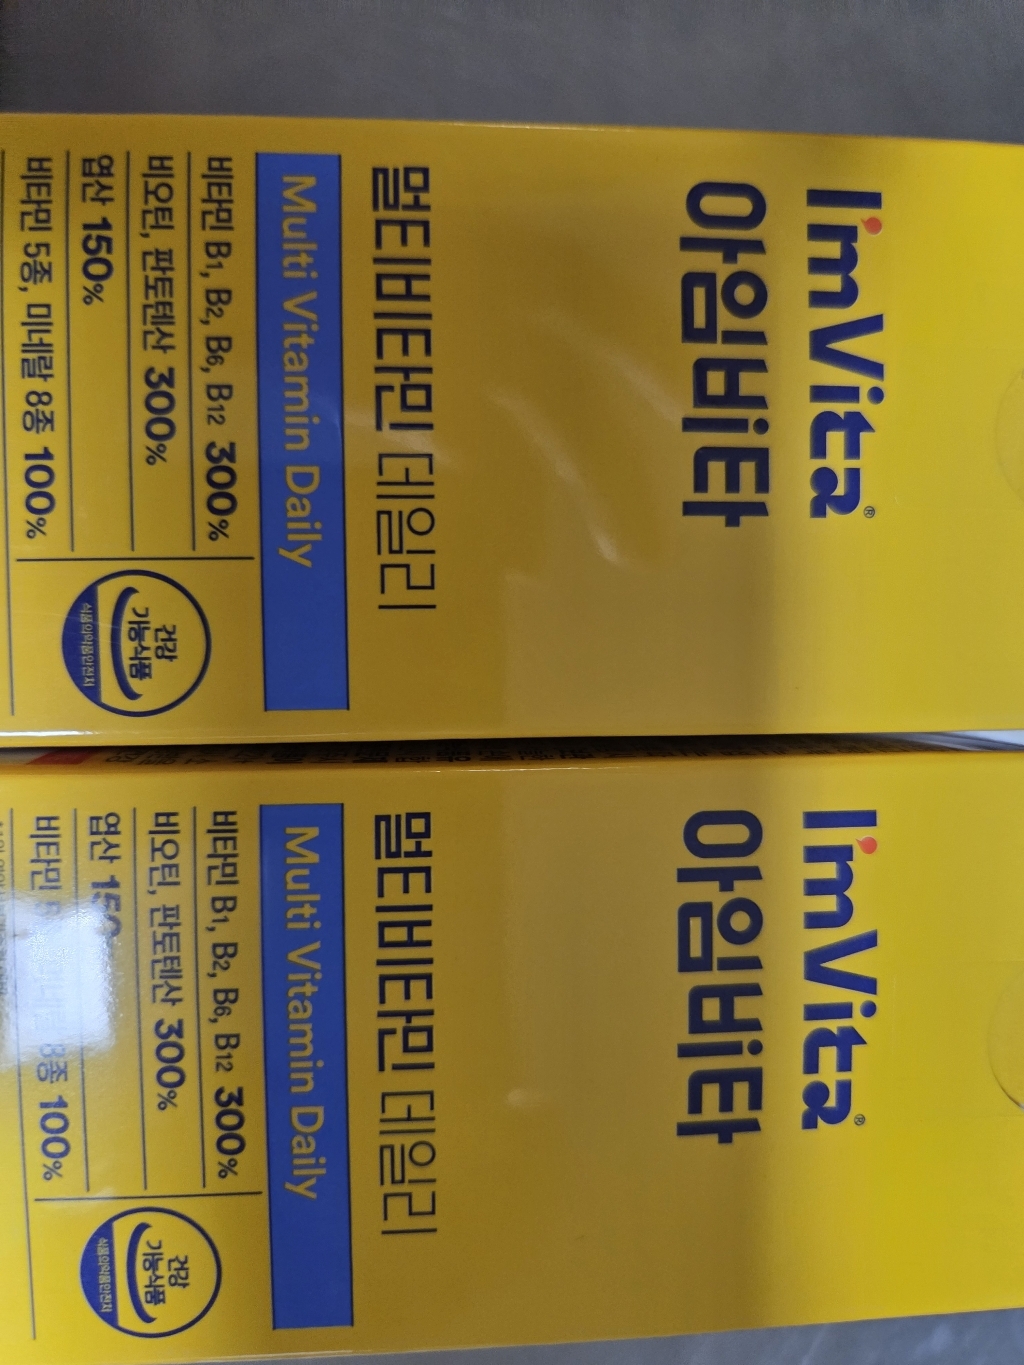 I'mVita®
아임비타
멀티비타민 데일리
Multi Vitamin Daily
비타민 B1, B2, B6, B12 300%
비오틴, 판토텐산 300%
엽산 150%
비타민 5종, 미네랄 8종 100%
건강
기능식품
식품의약품안전처
I'mVita®
아임비타
멀티비타민 데일리
Multi Vitamin Daily
비타민 B1, B2, B6, B12 300%
비오틴, 판토텐산 300%
엽산 150
비타민 8종 100%
건강
기능식품
식품의약품안전처